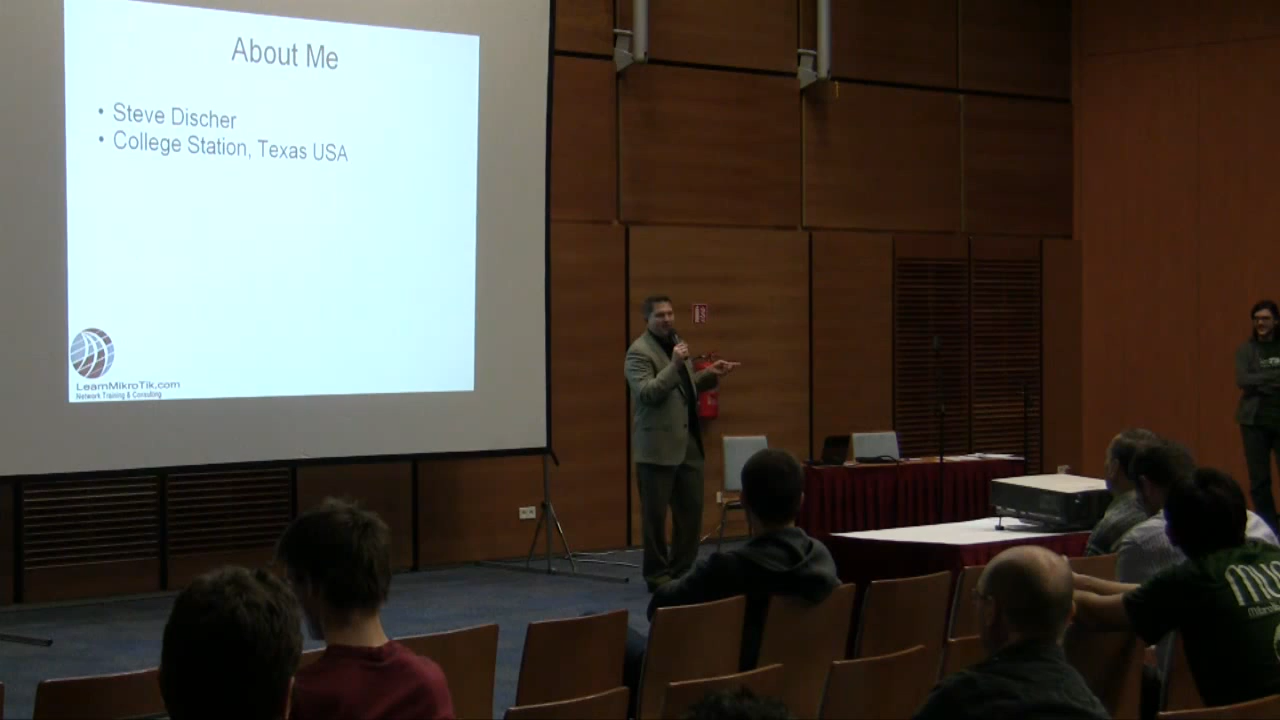 About Me
• Steve Discher
• College Station, Texas USA
LearnMikroTik.com
Network Training & Consulting